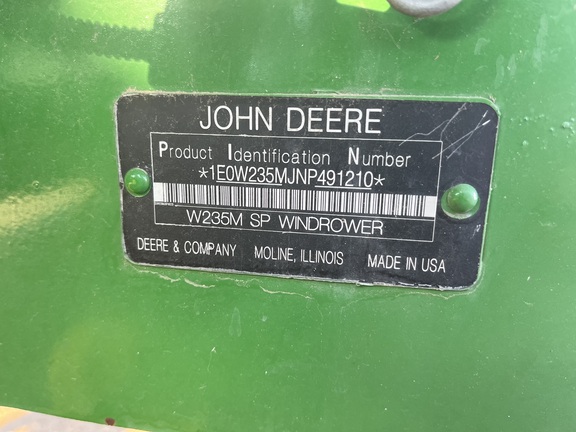 JOHN DEERE
Product Identification Number
*1E0W235MJNP491210*
W235M SP WINDROWER
DEERE & COMPANY MOLINE, ILLINOIS MADE IN USA